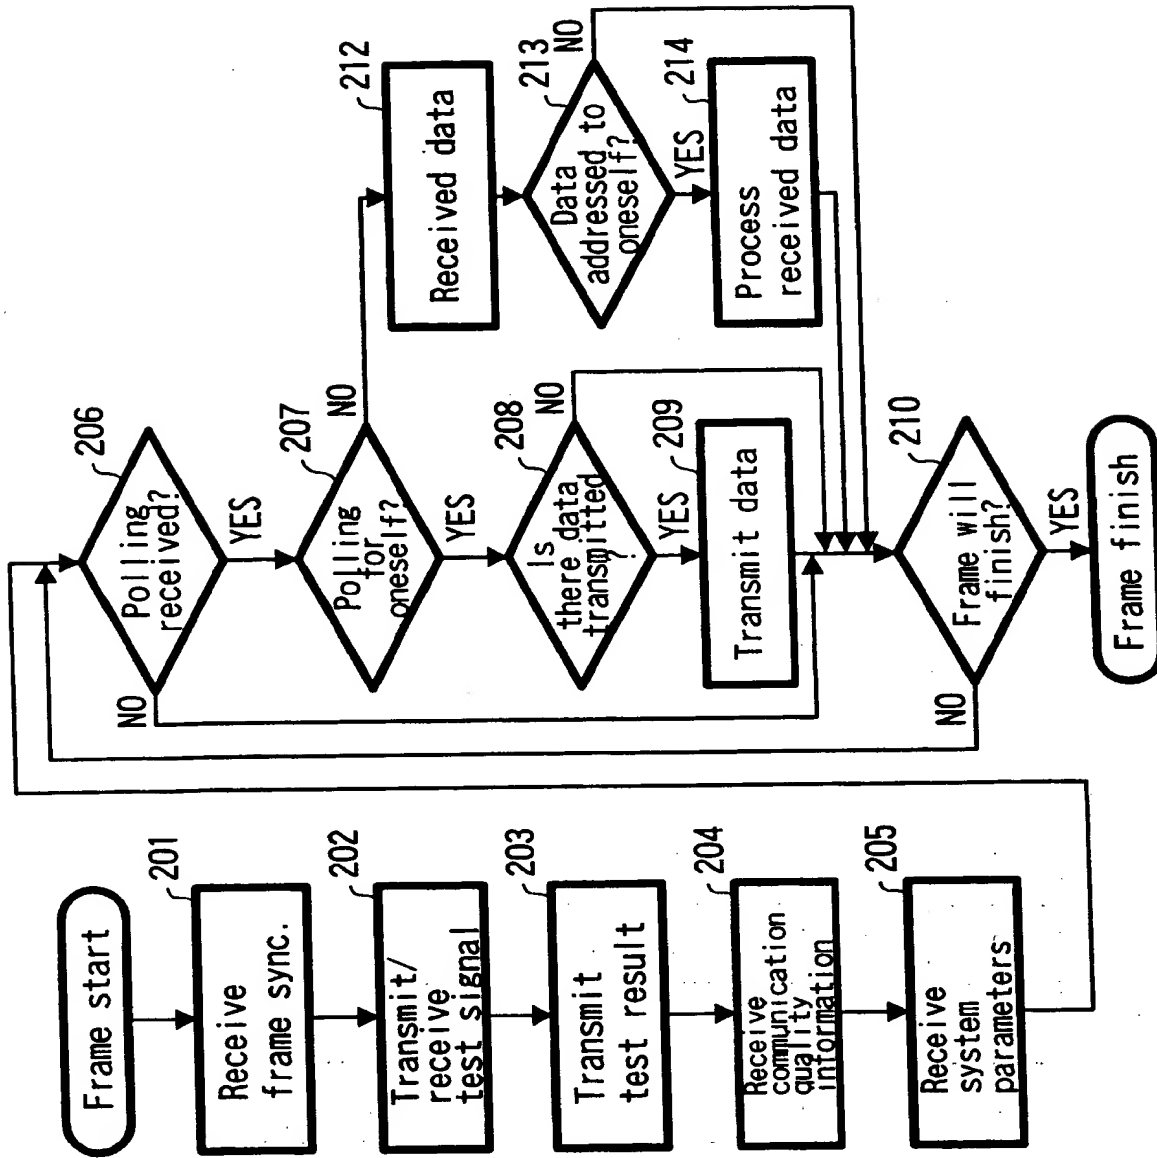 Frame start
201
Receive
frame sync.
202
Transmit/
receive
test signal
203
Transmit
test result
204
Receive
communication
quality
information
205
Receive
system
parameters
206
Polling
received?
NO
YES
207
Polling
for
oneself?
NO
YES
208
Is
there data
transmitted
?
NO
YES
209
Transmit data
210
Frame will
finish?
NO
YES
Frame finish
212
Received data
213
Data
addressed to
oneself?
NO
YES
214
Process
received data